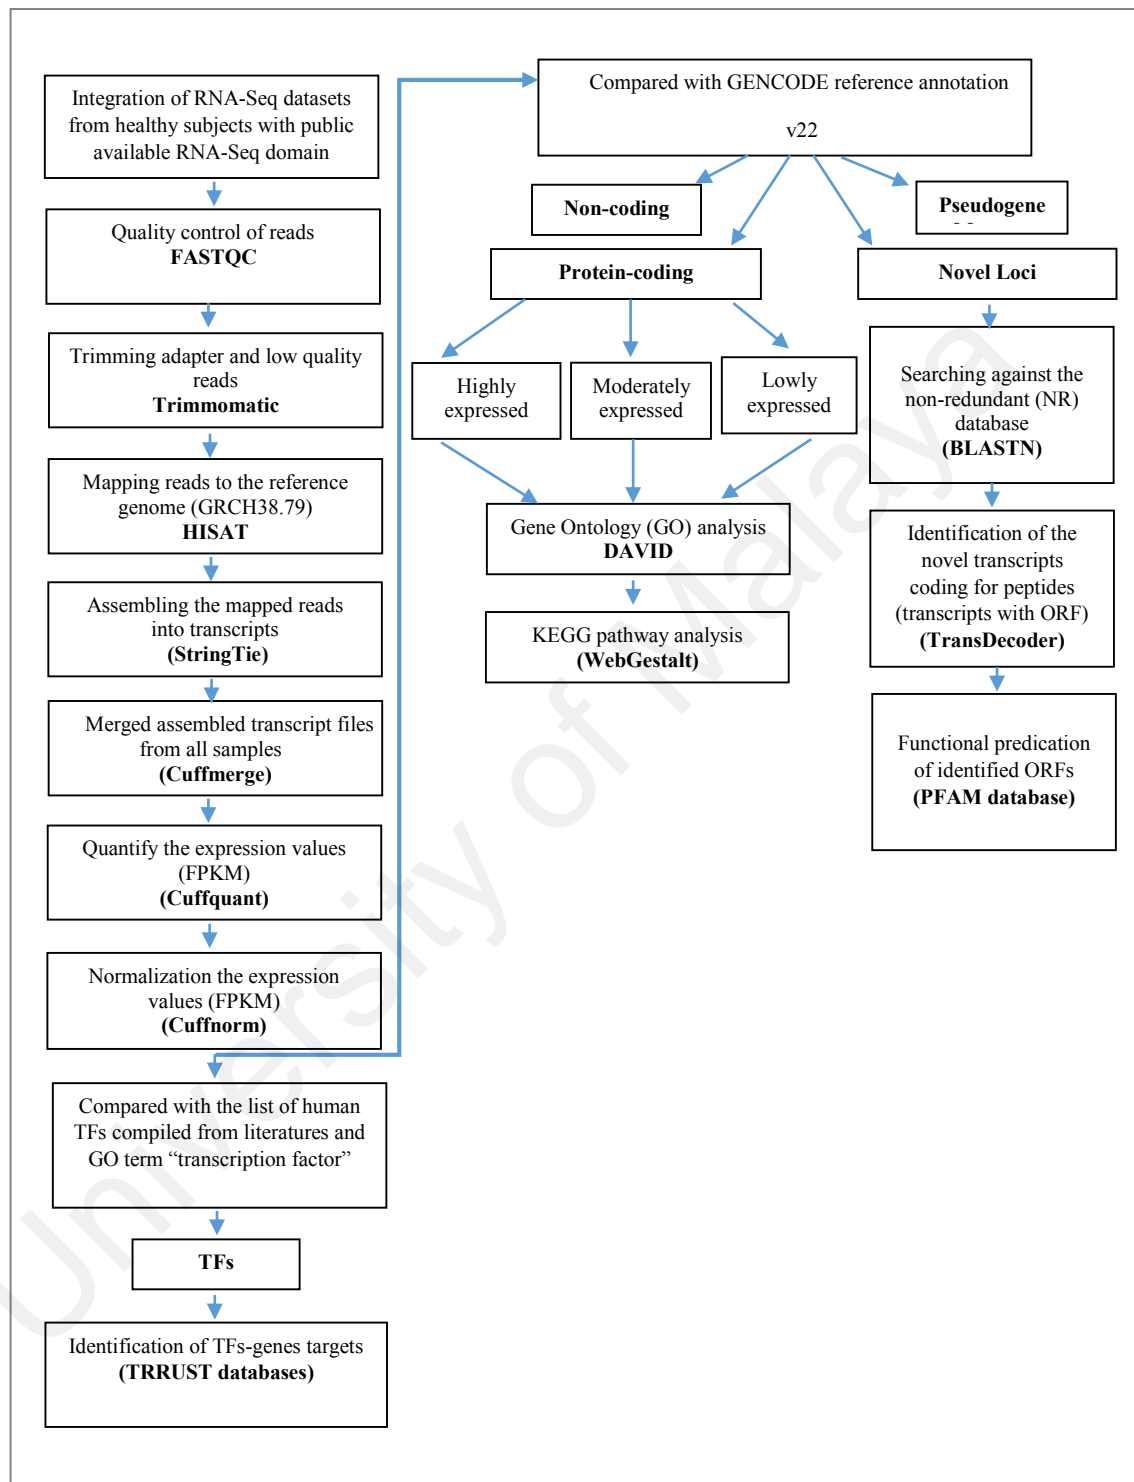 Integration of RNA-Seq datasets
from healthy subjects with public
available RNA-Seq domain
Quality control of reads
FASTQC
Trimming adapter and low quality
reads
Trimmomatic
Mapping reads to the reference
genome (GRCH38.79)
HISAT
Assembling the mapped reads
into transcripts
(StringTie)
Merged assembled transcript files
from all samples
(Cuffmerge)
Quantify the expression values
(FPKM)
(Cuffquant)
Normalization the expression
values (FPKM)
(Cuffnorm)
Compared with the list of human
TFs compiled from literatures and
GO term “transcription factor”
TFs
Identification of TFs-genes targets
(TRRUST databases)
Compared with GENCODE reference annotation
v22
Non-coding
Pseudogene
Protein-coding
Novel Loci
Highly
expressed
Moderately
expressed
Lowly
expressed
Gene Ontology (GO) analysis
DAVID
KEGG pathway analysis
(WebGestalt)
Searching against the
non-redundant (NR)
database
(BLASTN)
Identification of the
novel transcripts
coding for peptides
(transcripts with ORF)
(TransDecoder)
Functional predication
of identified ORFs
(PFAM database)
University of Malaya